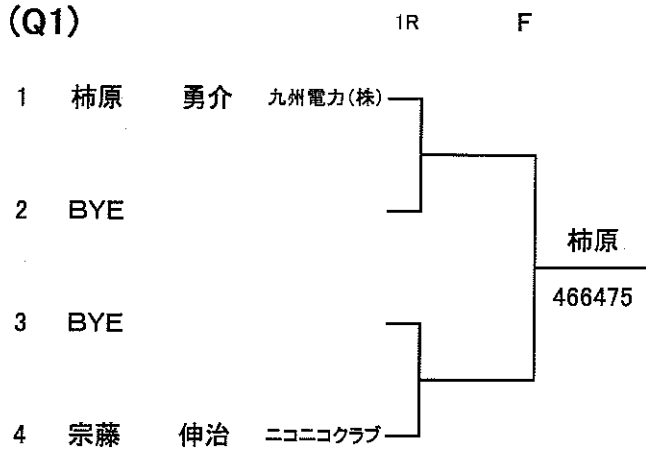 (Q1) 1R F
1 柿原 勇介 九州電力(株)
2 BYE
柿原
466475
3 BYE
4 宗藤 伸治 ニコニコクラブ